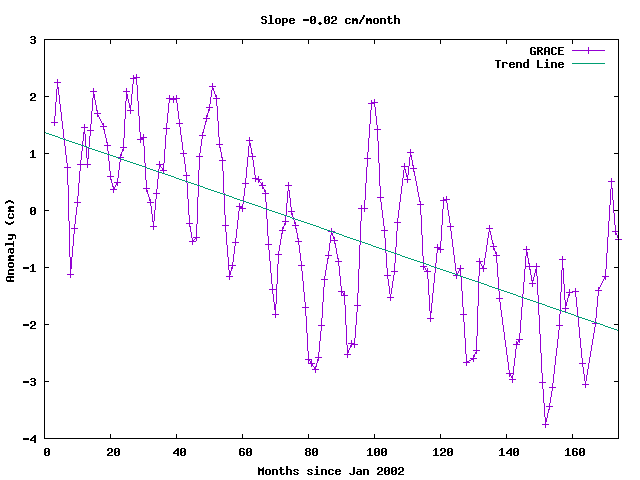 Slope -0.02 cm/month
3
GRACE
Trend Line
2
1
0
-1
-2
-3
-4
Anomaly (cm)
0 20 40 60 80 100 120 140 160
Months since Jan 2002